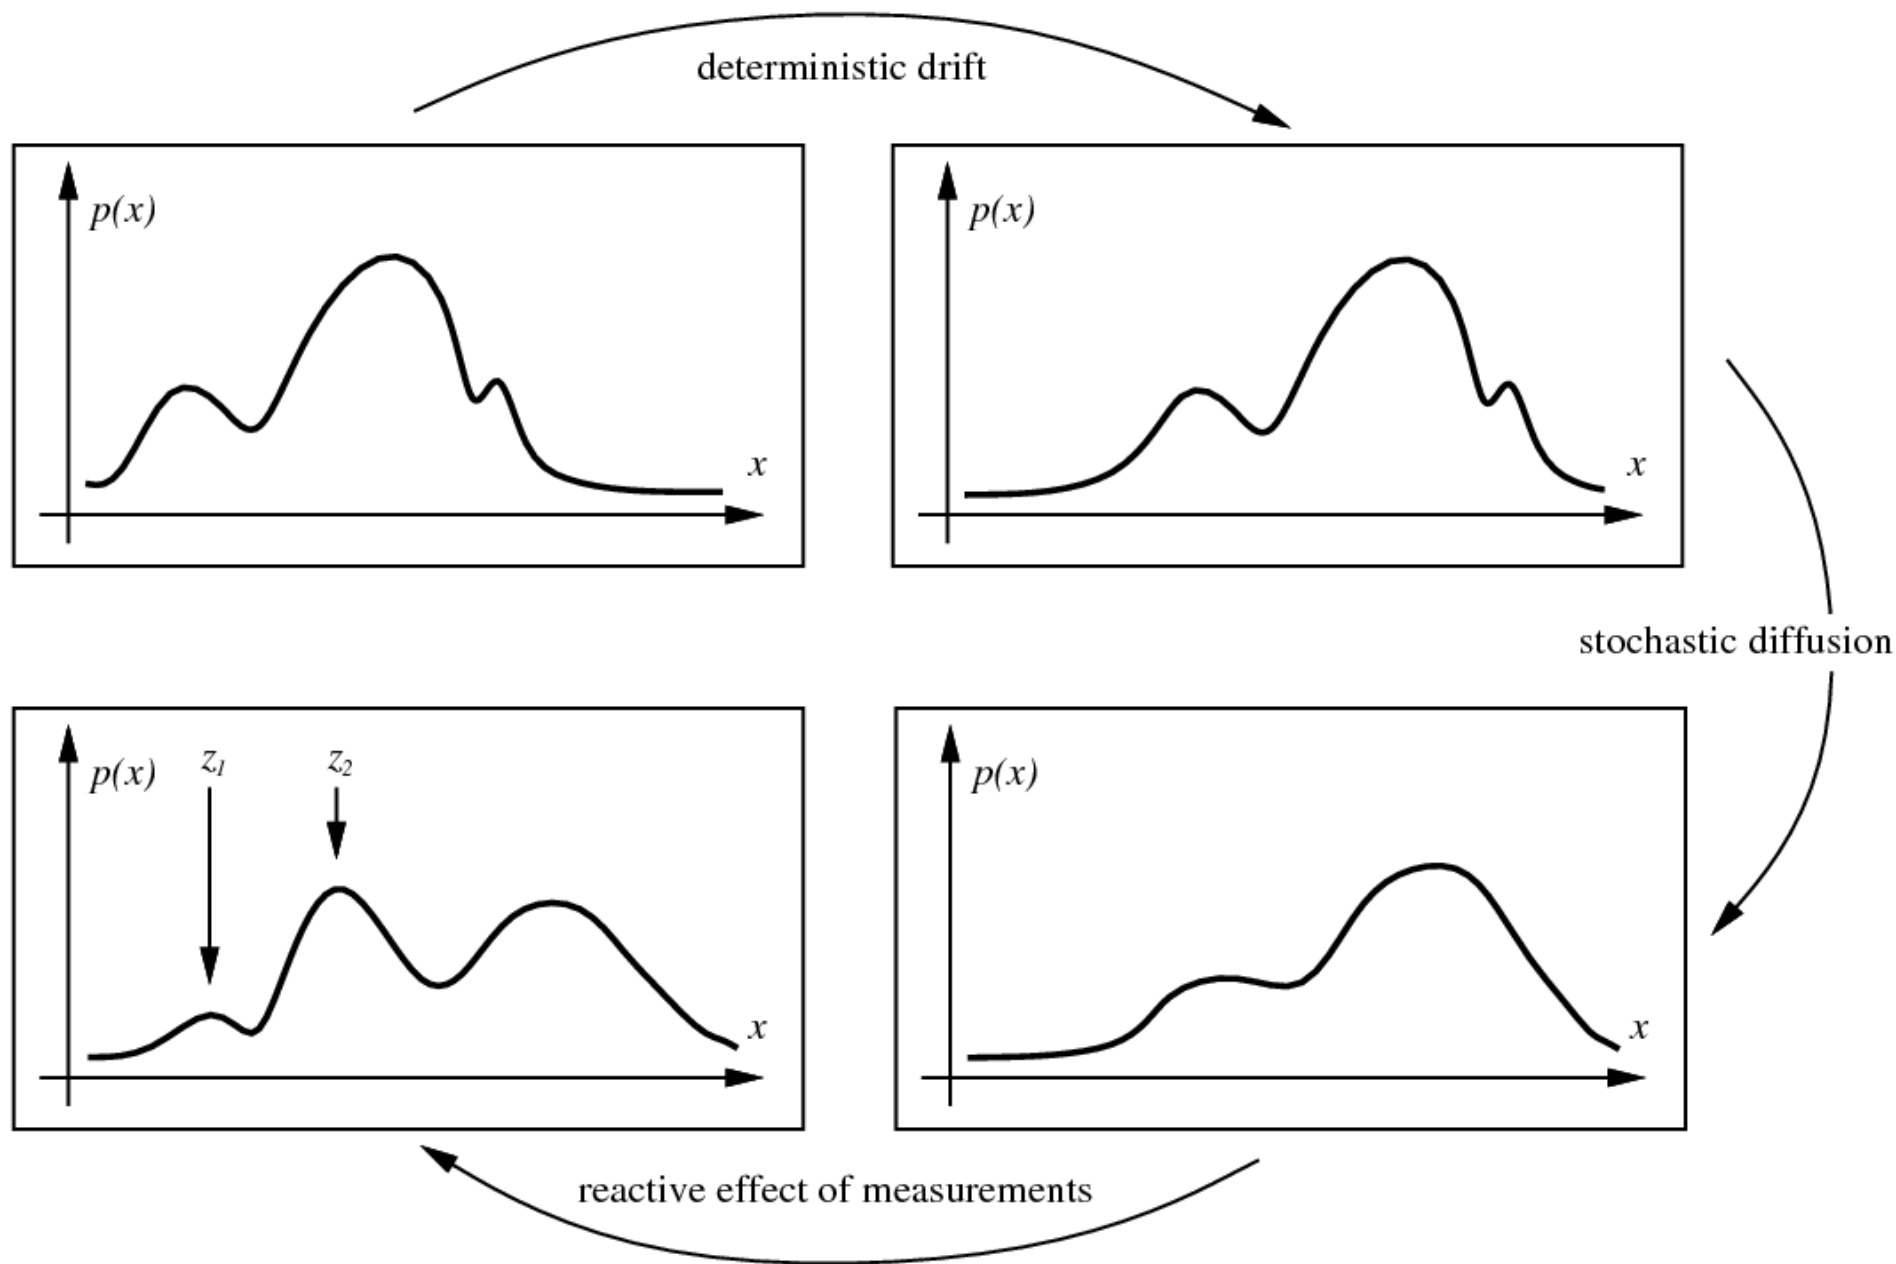 deterministic drift
p(x)
x
p(x)
x
stochastic diffusion
p(x)
z1
z2
x
p(x)
x
reactive effect of measurements